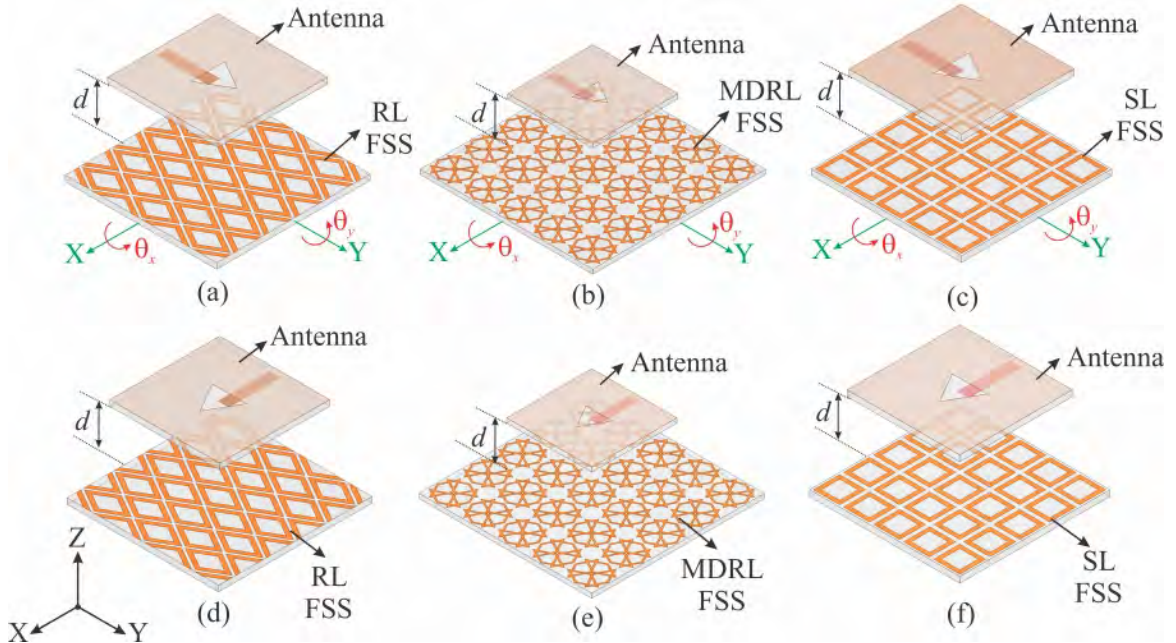 Antenna
d
RL
FSS
X
θx
θy
Y
(a)
Antenna
d
MDRL
FSS
X
θx
θy
Y
(b)
Antenna
d
SL
FSS
X
θx
θy
Y
(c)
Antenna
d
RL
FSS
Z
X
Y
(d)
Antenna
d
MDRL
FSS
(e)
Antenna
d
SL
FSS
(f)